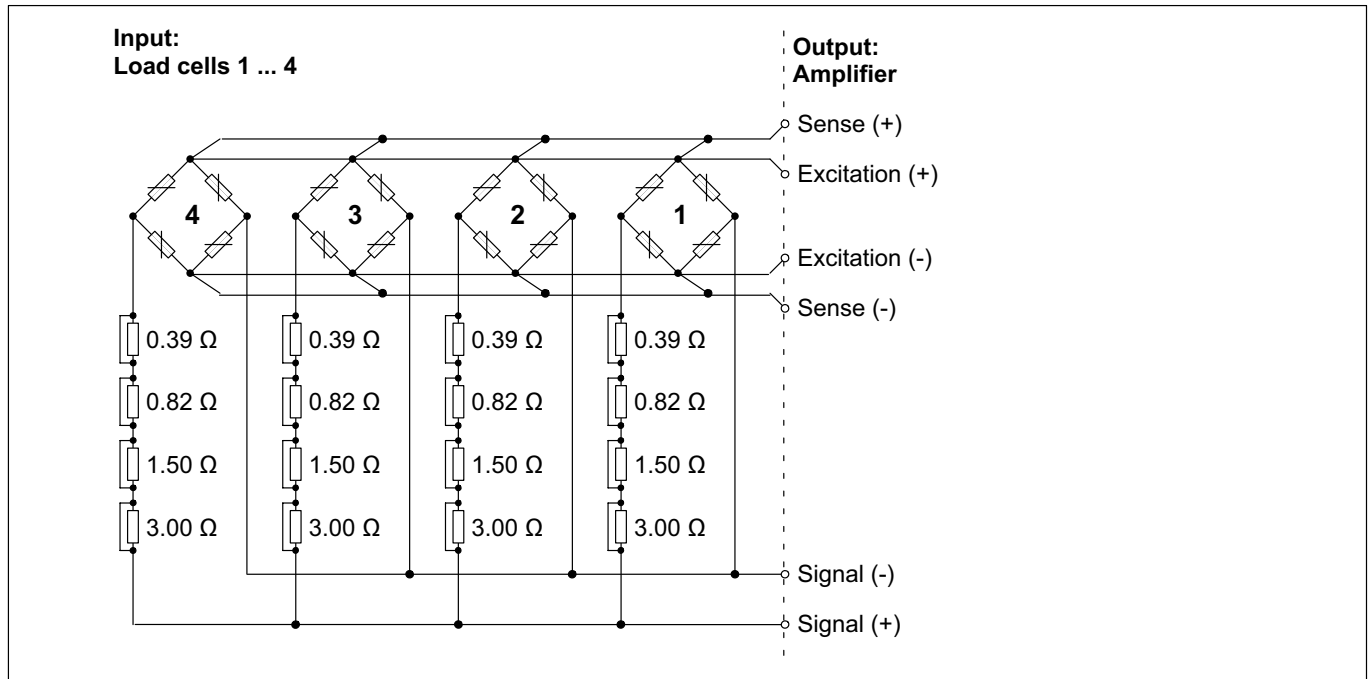 Input:
Load cells 1 ... 4
Output:
Amplifier
Sense (+)
Excitation (+)
4 3 2 1
Excitation (-)
Sense (-)
0.39 Ω 0.39 Ω 0.39 Ω 0.39 Ω
0.82 Ω 0.82 Ω 0.82 Ω 0.82 Ω
1.50 Ω 1.50 Ω 1.50 Ω 1.50 Ω
3.00 Ω 3.00 Ω 3.00 Ω 3.00 Ω
Signal (-)
Signal (+)